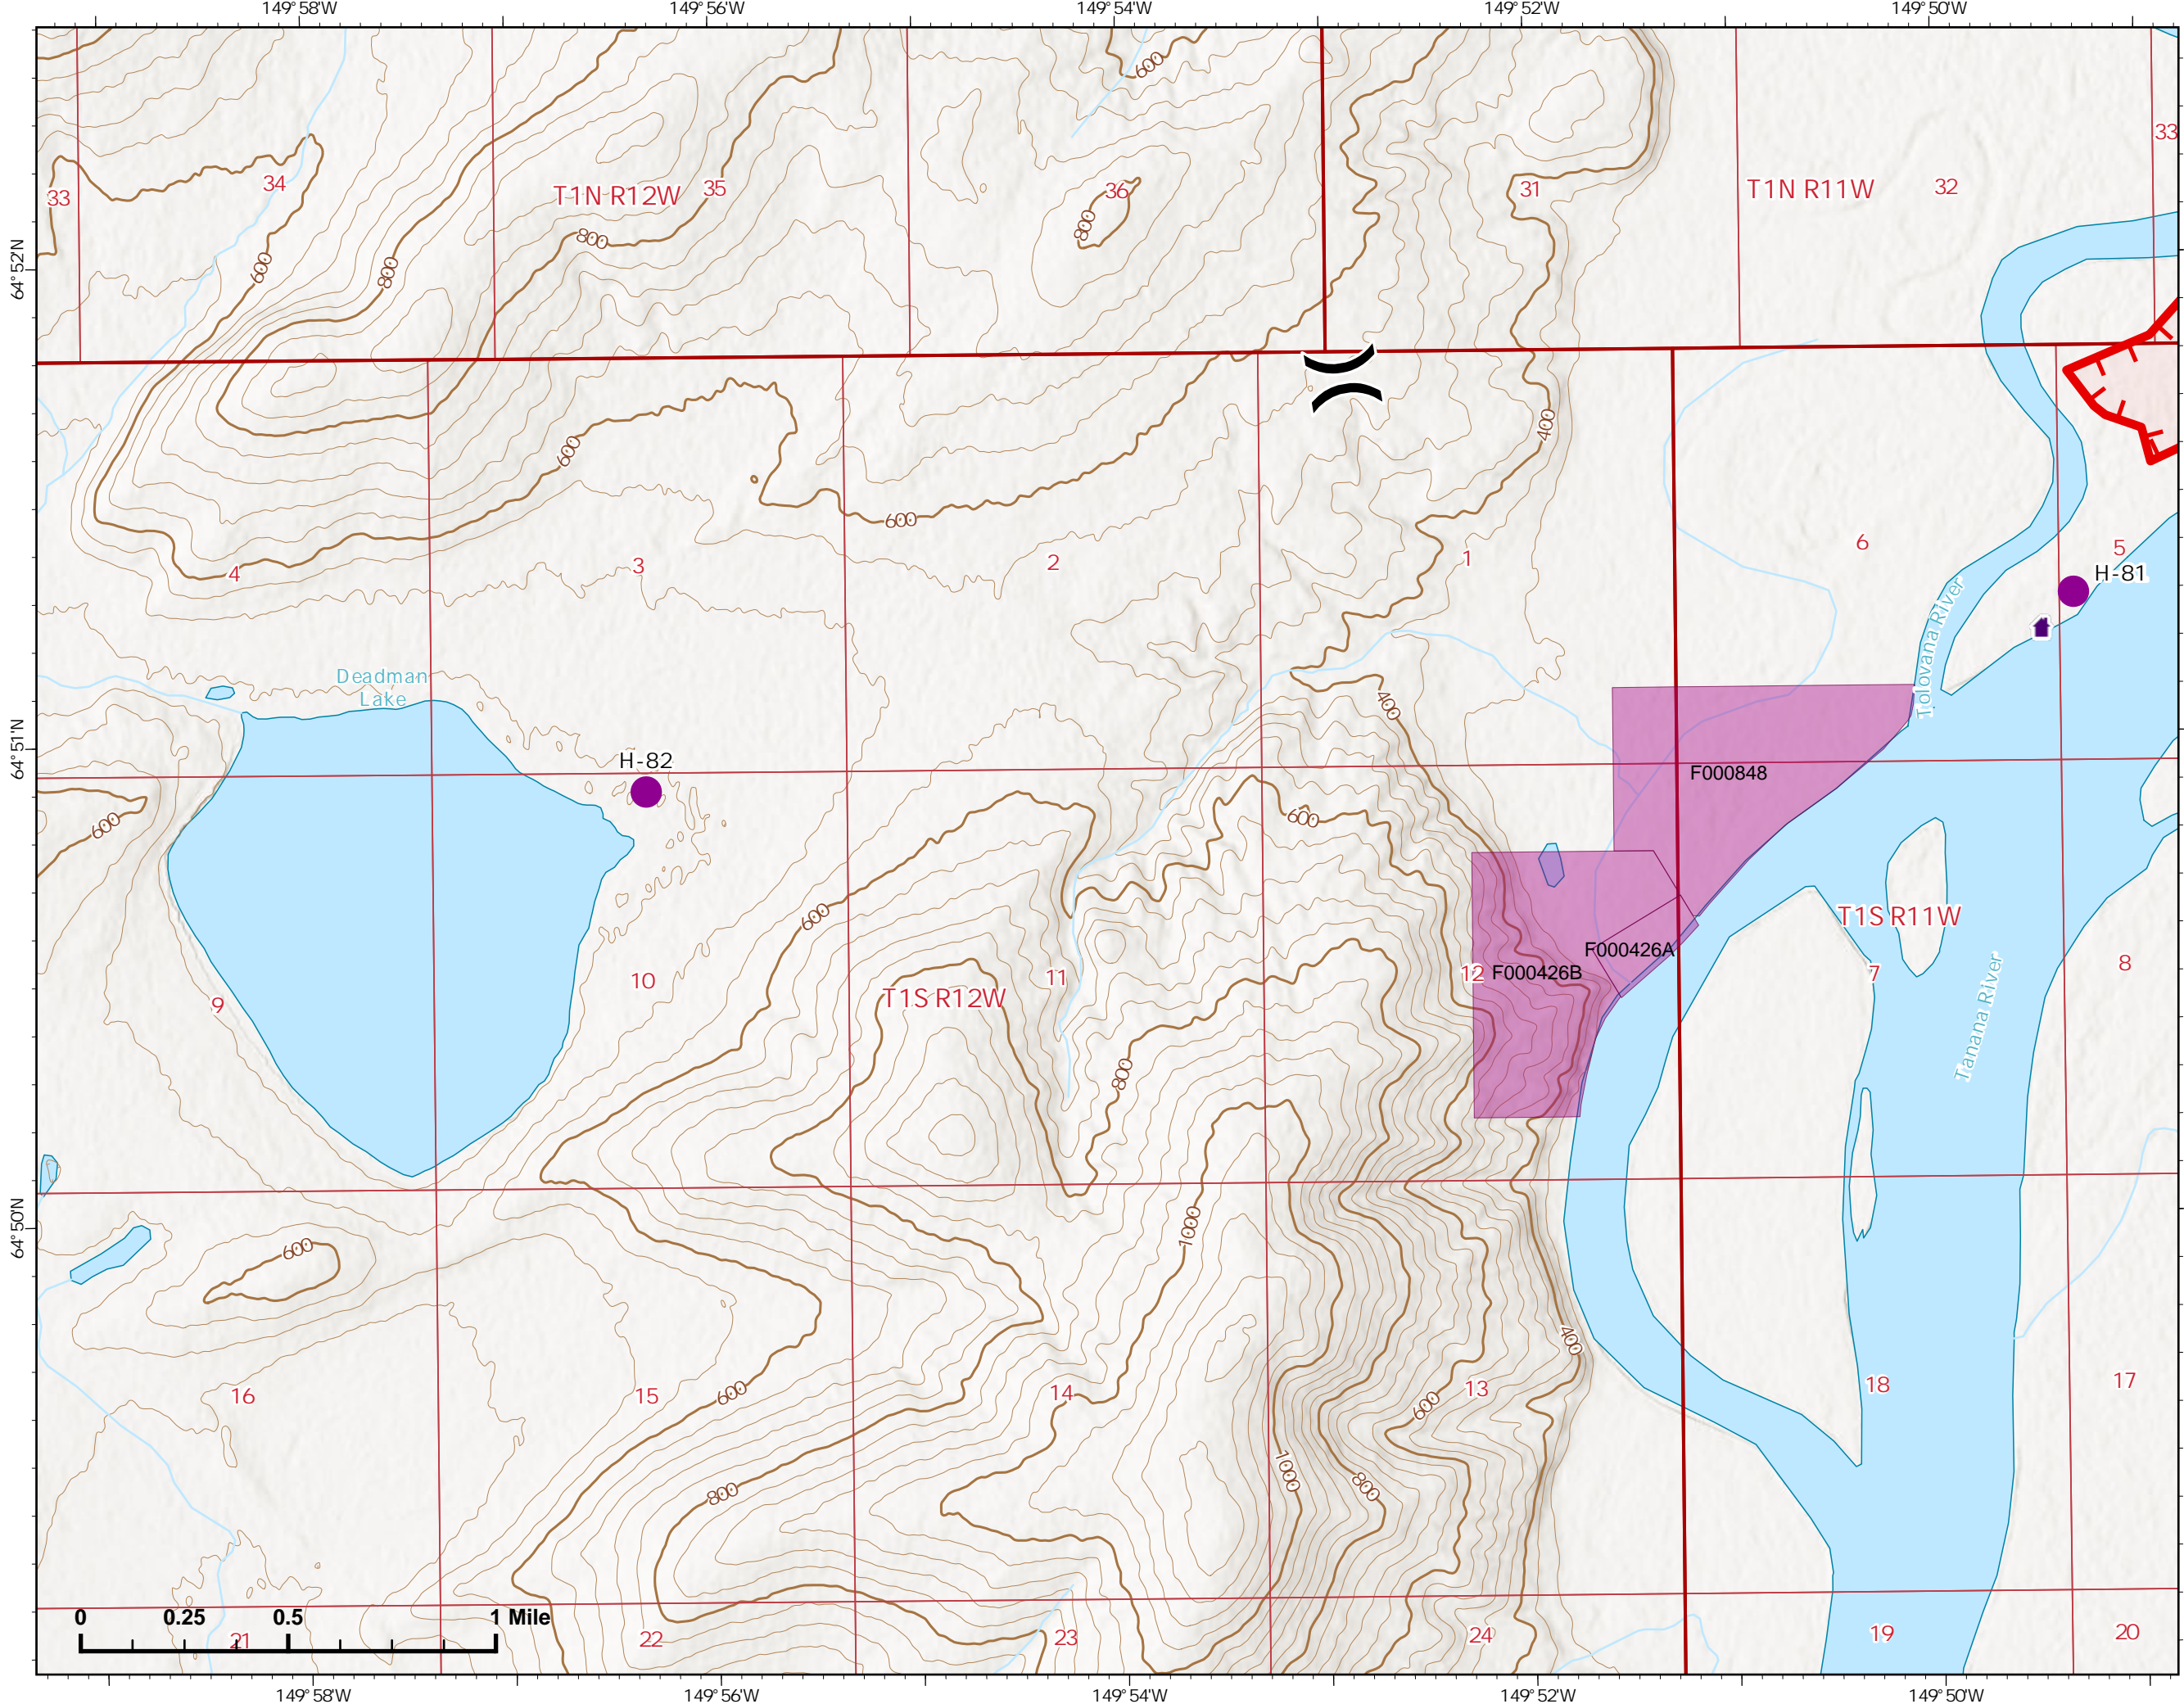 149°58'W 149°56'W 149°54'W 149°52'W 149°50'W
600
33
34
T1N R12W
35
36
31
T1N R11W
32
33
800
800
600
800
64°52'N
400
600
600
4
3
2
1
6
5
H-81
Tolovana River
Deadman
Lake
400
64°51'N
H-82
F000848
600
600
600
T1S R11W
F000426A
F000426B
12
7
8
9
10
11
T1S R12W
Tanana River
800
64°50'N
1000
600
400
16
15
600
14
600
13
18
17
1000
800
800
0 0.25 0.5 1 Mile
21
22
23
24
19
20
149°58'W 149°56'W 149°54'W 149°52'W 149°50'W